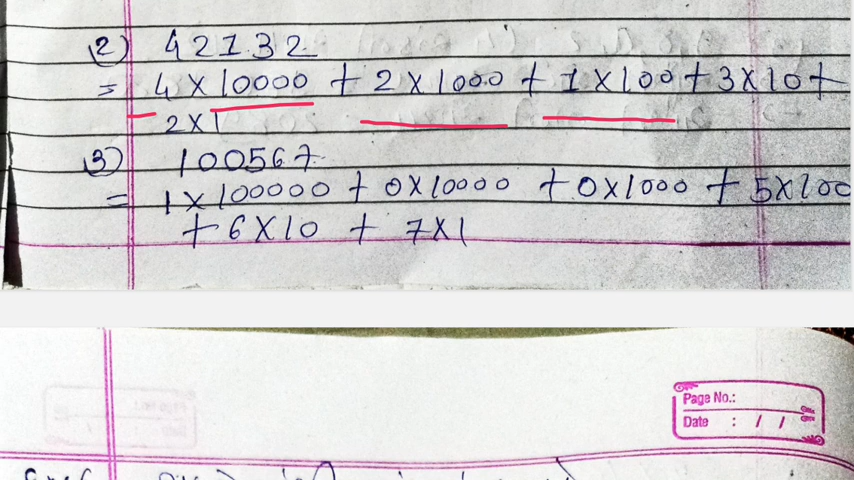 2) 42132
= 4 × 10000 + 2 × 1000 + 1 × 100 + 3 × 10 +
2 × 1
3) 100567
= 1 × 100000 + 0 × 10000 + 0 × 1000 + 5 × 100
+ 6 × 10 + 7 × 1
Page No.:
Date : / /